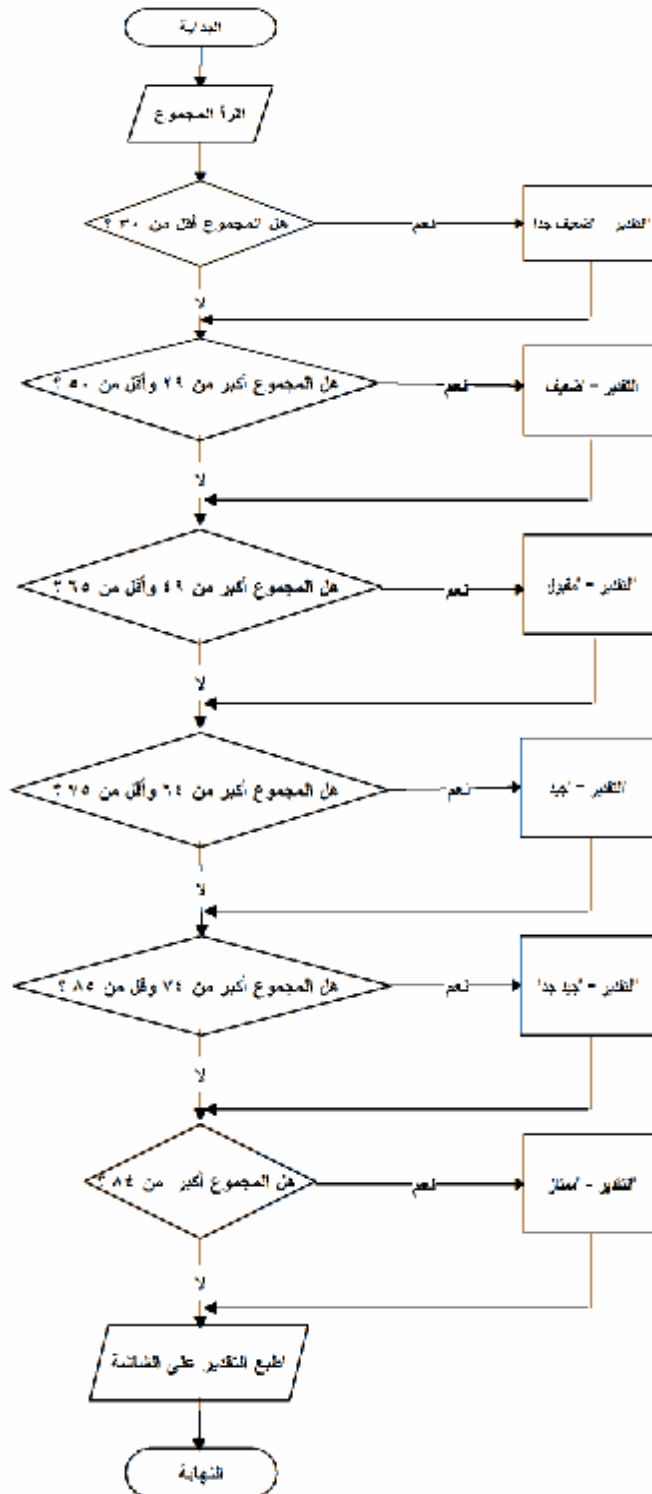 البداية
اقرأ المجموع
هل المجموع أقل من ٣٠ ؟
نعم
التقدير = "ضعيف جدا"
لا
هل المجموع أكبر من ٢٩ وأقل من ٥٠ ؟
نعم
التقدير = "ضعيف"
لا
هل المجموع أكبر من ٤٩ وأقل من ٦٥ ؟
نعم
التقدير = "مقبول"
لا
هل المجموع أكبر من ٦٤ وأقل من ٧٥ ؟
نعم
التقدير = "جيد"
لا
هل المجموع أكبر من ٧٤ وقل من ٨٥ ؟
نعم
التقدير = "جيد جدا"
لا
هل المجموع أكبر من ٨٤ ؟
نعم
التقدير = "ممتاز"
لا
اطبع التقدير على الشاشة
النهاية